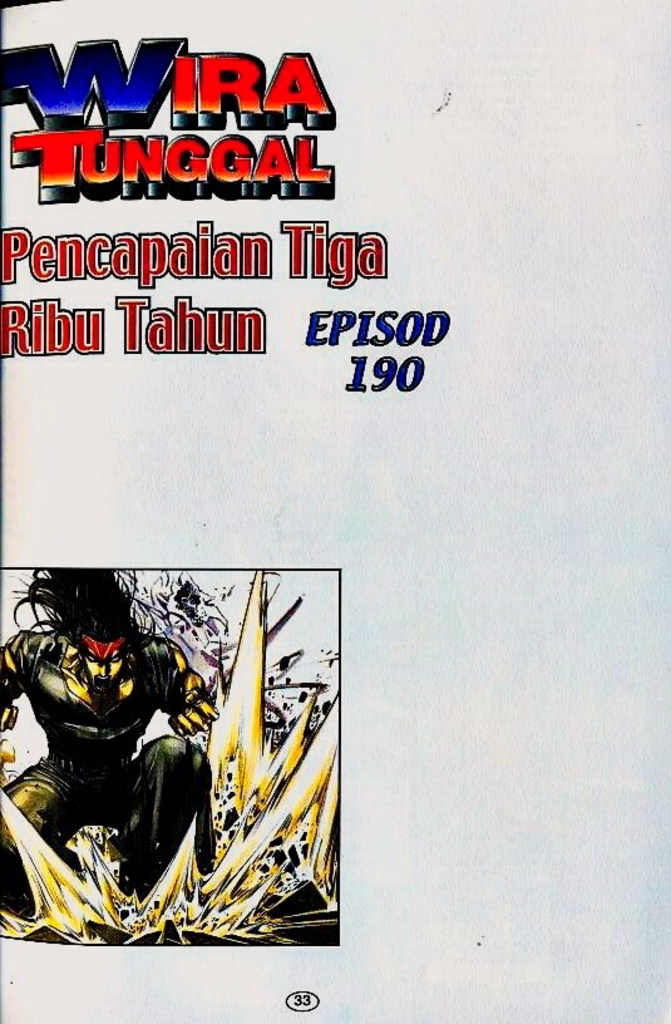 WIRA
TUNGGAL
Pencapaian Tiga
Ribu Tahun
EPISOD
190
33